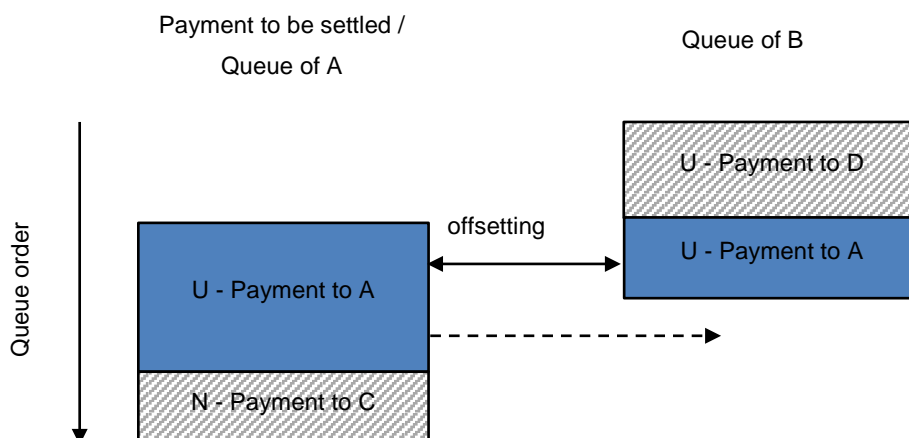 Payment to be settled /
Queue of A
Queue of B
Queue order
U - Payment to D
offsetting
U - Payment to A
U - Payment to A
N - Payment to C